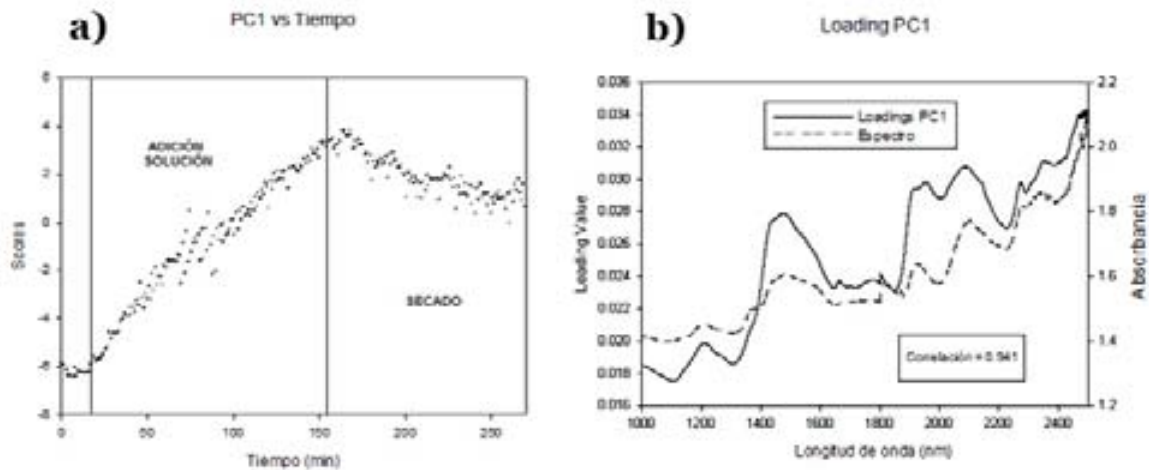 a)
PC1 vs Tiempo
6
4
2
0
-2
-4
-6
-8
Scores
ADICIÓN
SOLUCIÓN
SECADO
0
50
100
150
200
250
Tiempo (min)
b)
Loading PC1
0.036
0.034
0.032
0.030
0.028
0.026
0.024
0.022
0.020
0.018
0.016
Loading Value
Loadings PC1
Espectro
Correlación = 0.941
2.2
2.0
1.8
1.6
1.4
1.2
Absorbancia
1000
1200
1400
1600
1800
2000
2200
2400
Longitud de onda (nm)